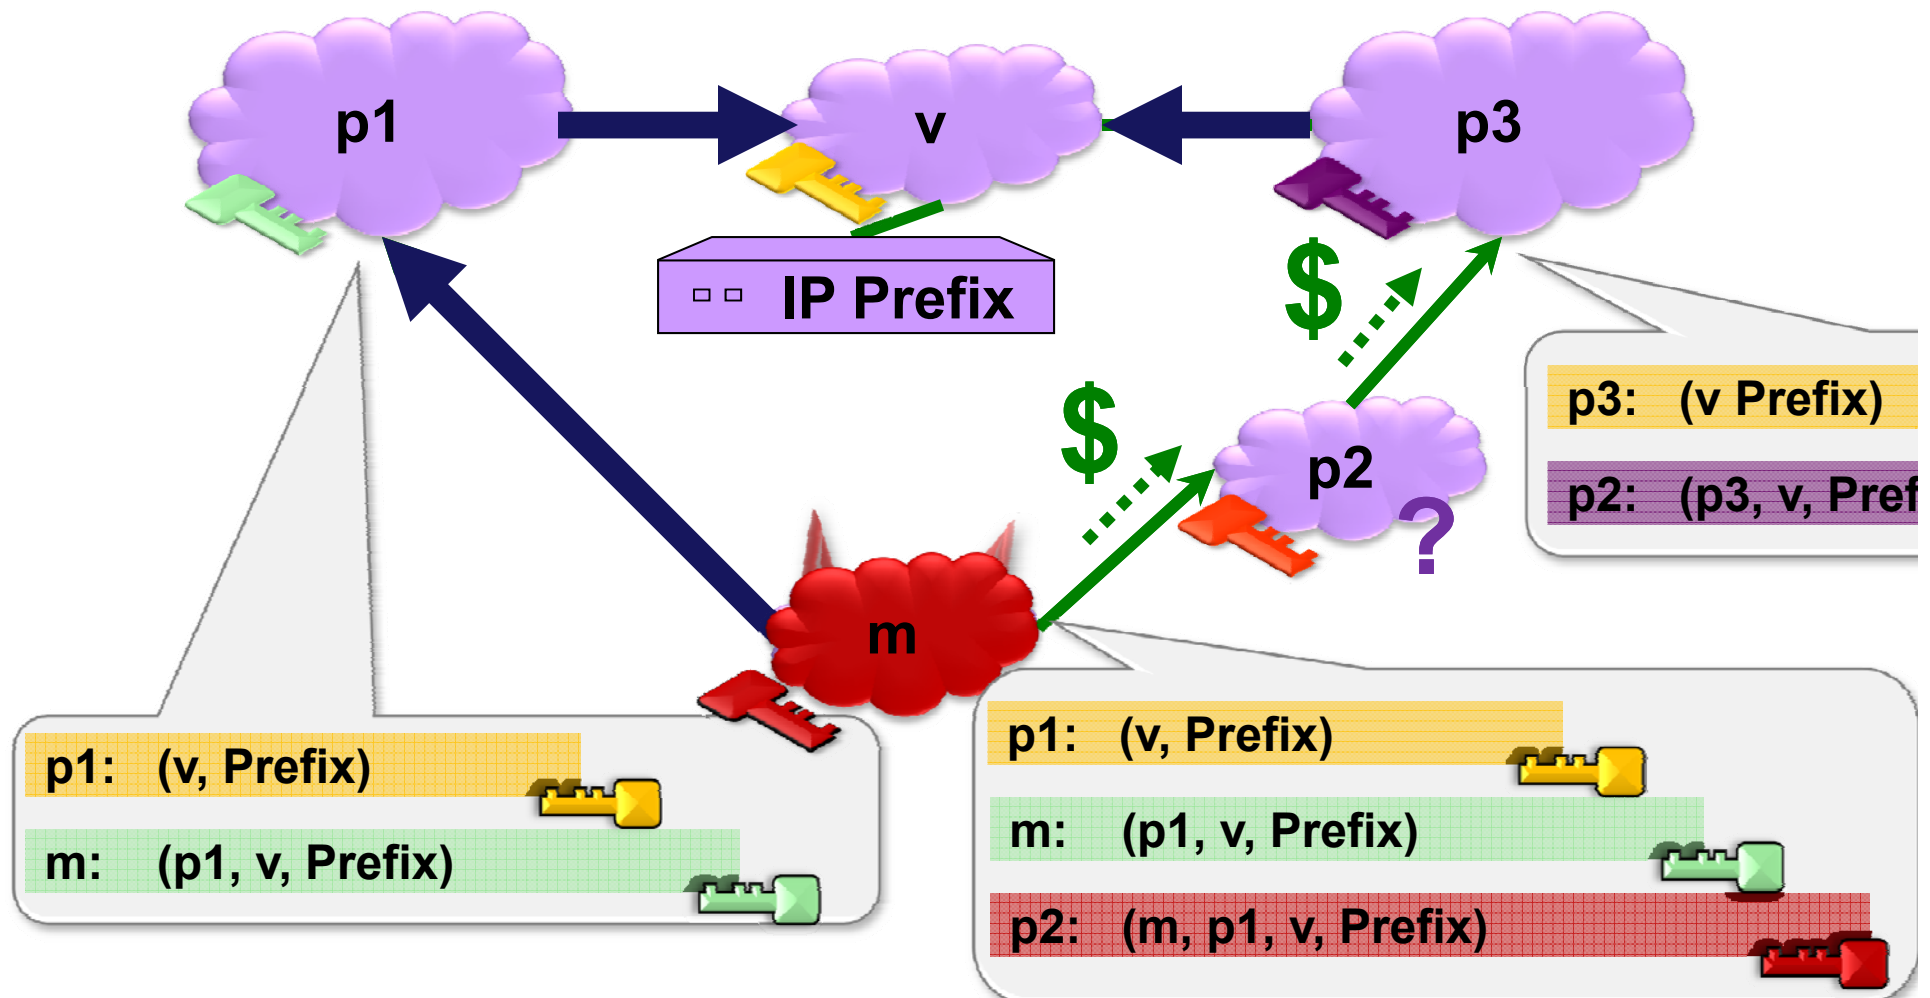 p1
v
p3
IP Prefix
$
p3: (v Prefix)
$
p2
p2: (p3, v, Pref
?
m
p1: (v, Prefix)
m: (p1, v, Prefix)
p1: (v, Prefix)
m: (p1, v, Prefix)
p2: (m, p1, v, Prefix)